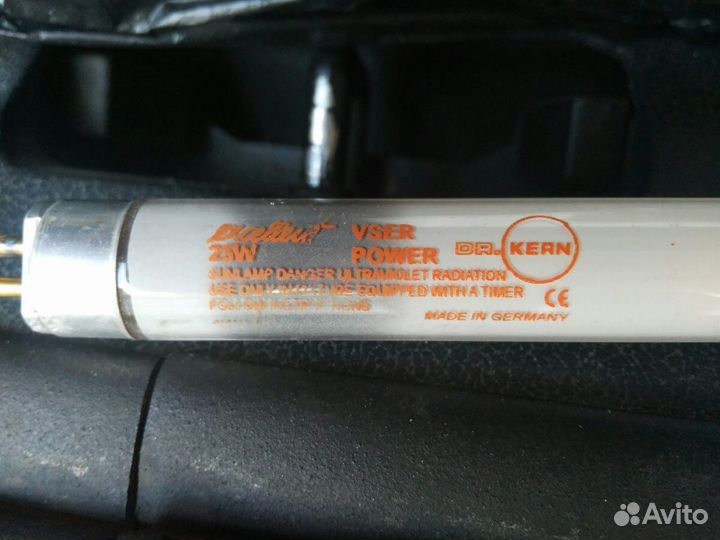 25W
VSER
POWER
DR. KERN
SUNLAMP DANGER ULTRAVIOLET RADIATION
USE ONLY EQUIPPED WITH A TIMER
CE
MADE IN GERMANY
Avito